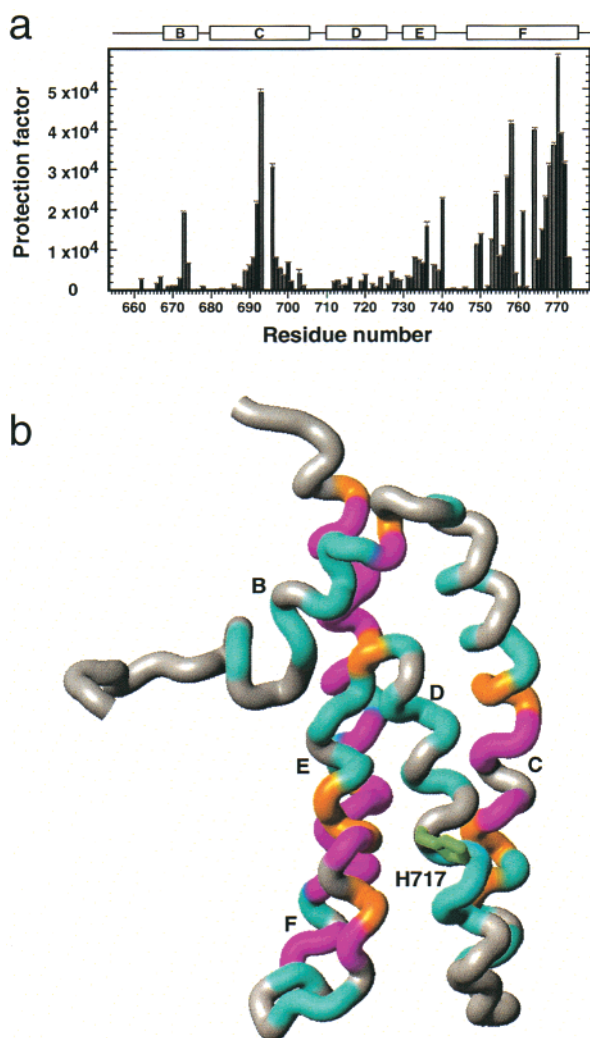 a
B C D E F
Protection factor
5 x10⁴
4 x10⁴
3 x10⁴
2 x10⁴
1 x10⁴
0
660 670 680 690 700 710 720 730 740 750 760 770
Residue number
b
B
D
E
C
H717
F